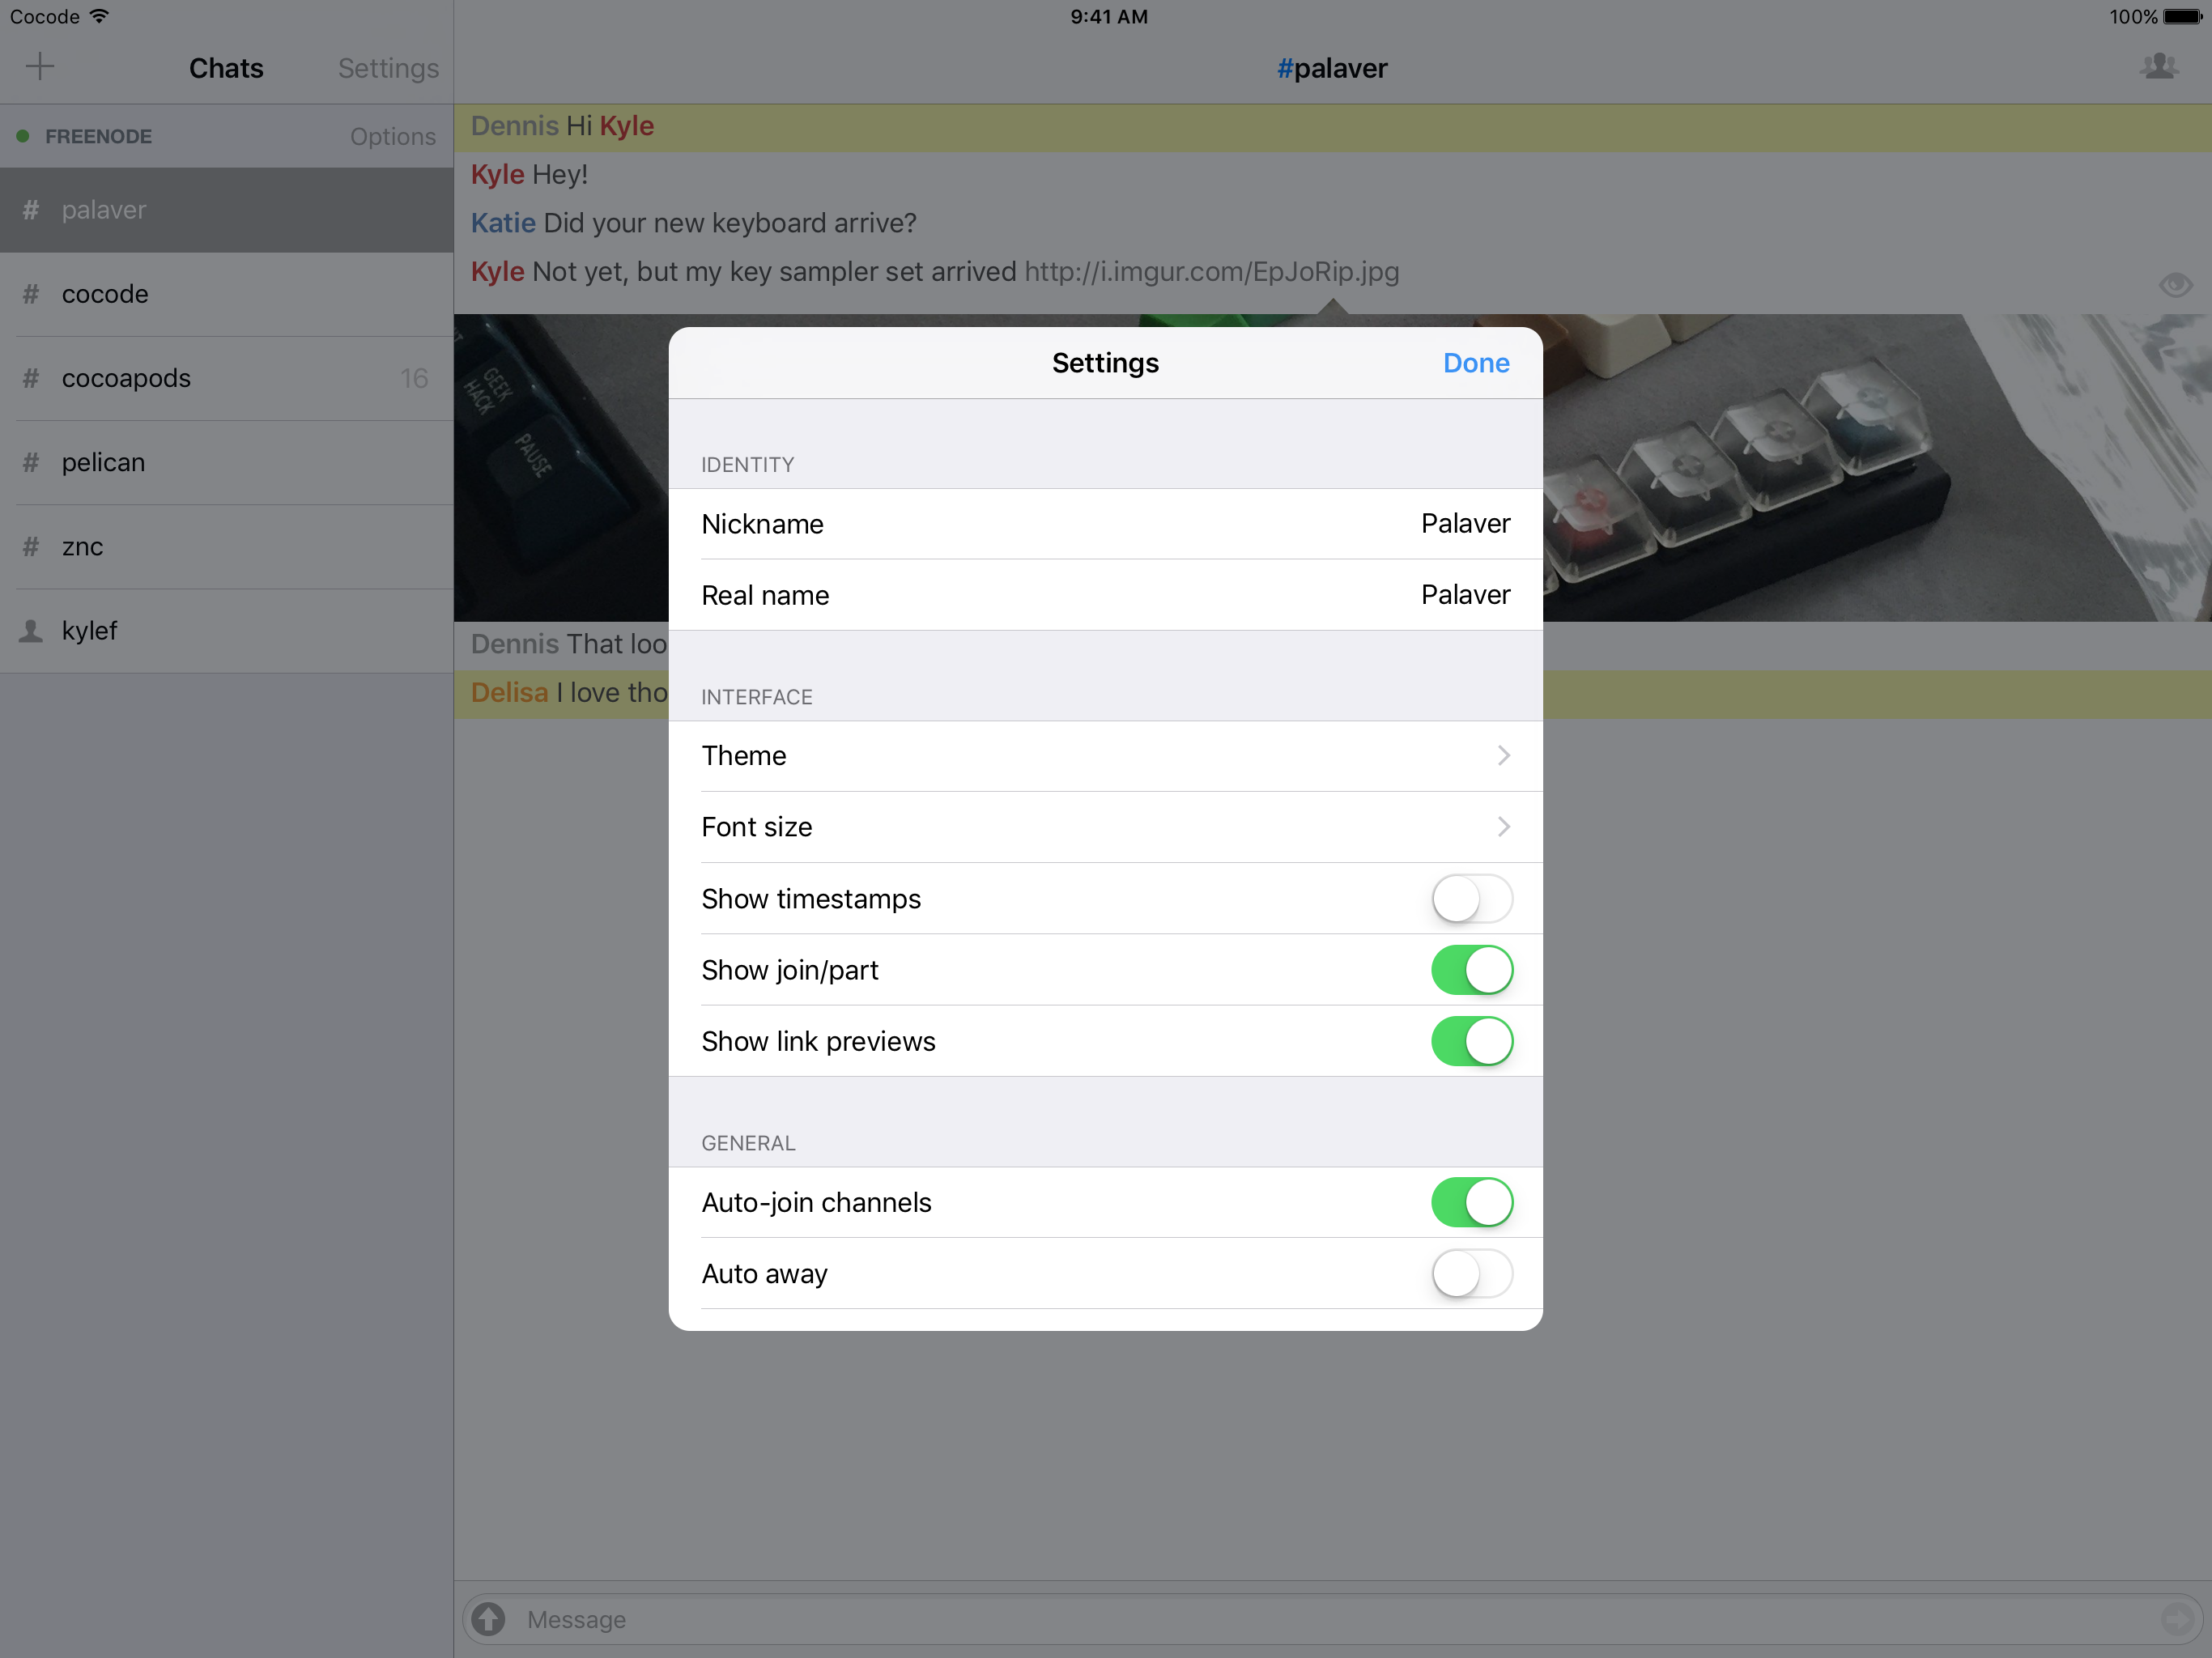 Cocode 9:41 AM 100%
Chats Settings #palaver
FREENODE Options
# palaver
# cocode
# cocoapods 16
# pelican
# znc
kylef
Dennis Hi Kyle
Kyle Hey!
Katie Did your new keyboard arrive?
Kyle Not yet, but my key sampler set arrived http://i.imgur.com/EpJoRip.jpg
GEEK
HACK
PAUSE
Dennis That loo
Delisa I love tho
Settings Done
IDENTITY
Nickname Palaver
Real name Palaver
INTERFACE
Theme
Font size
Show timestamps
Show join/part
Show link previews
GENERAL
Auto-join channels
Auto away
Message